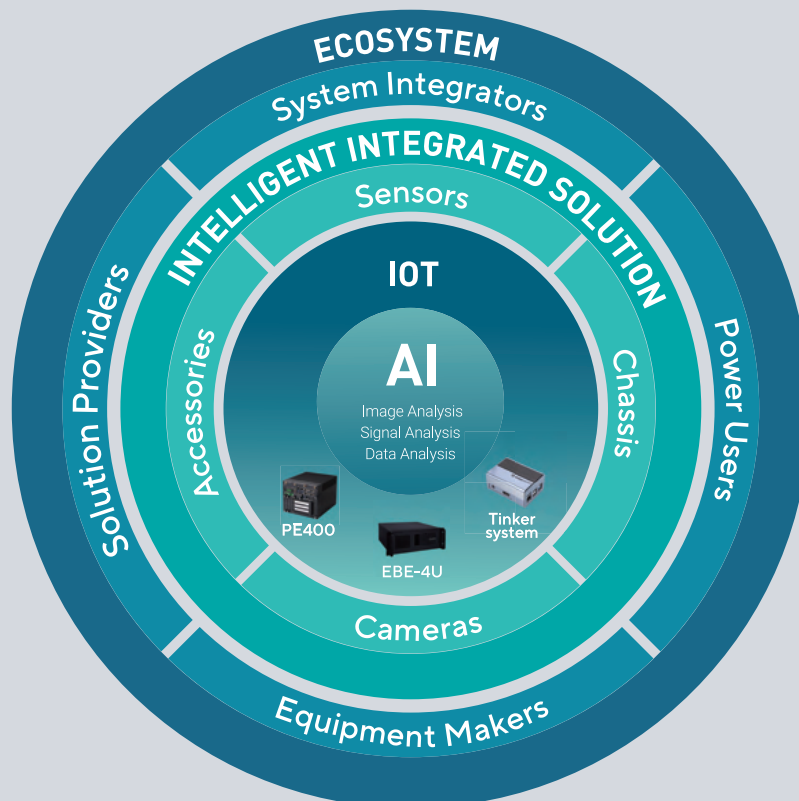 ECOSYSTEM
System Integrators
INTELLIGENT INTEGRATED SOLUTION
Sensors
IOT
AI
Image Analysis
Signal Analysis
Data Analysis
Solution Providers
Accessories
Chassis
Power Users
PE400
EBE-4U
Tinker
system
Cameras
Equipment Makers